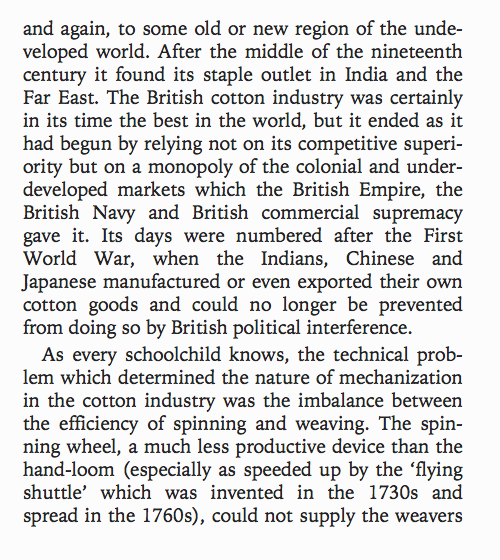 and again, to some old or new region of the unde-
veloped world. After the middle of the nineteenth
century it found its staple outlet in India and the
Far East. The British cotton industry was certainly
in its time the best in the world, but it ended as it
had begun by relying not on its competitive superi-
ority but on a monopoly of the colonial and under-
developed markets which the British Empire, the
British Navy and British commercial supremacy
gave it. Its days were numbered after the First
World War, when the Indians, Chinese and
Japanese manufactured or even exported their own
cotton goods and could no longer be prevented
from doing so by British political interference.
As every schoolchild knows, the technical prob-
lem which determined the nature of mechanization
in the cotton industry was the imbalance between
the efficiency of spinning and weaving. The spin-
ning wheel, a much less productive device than the
hand-loom (especially as speeded up by the ‘flying
shuttle’ which was invented in the 1730s and
spread in the 1760s), could not supply the weavers